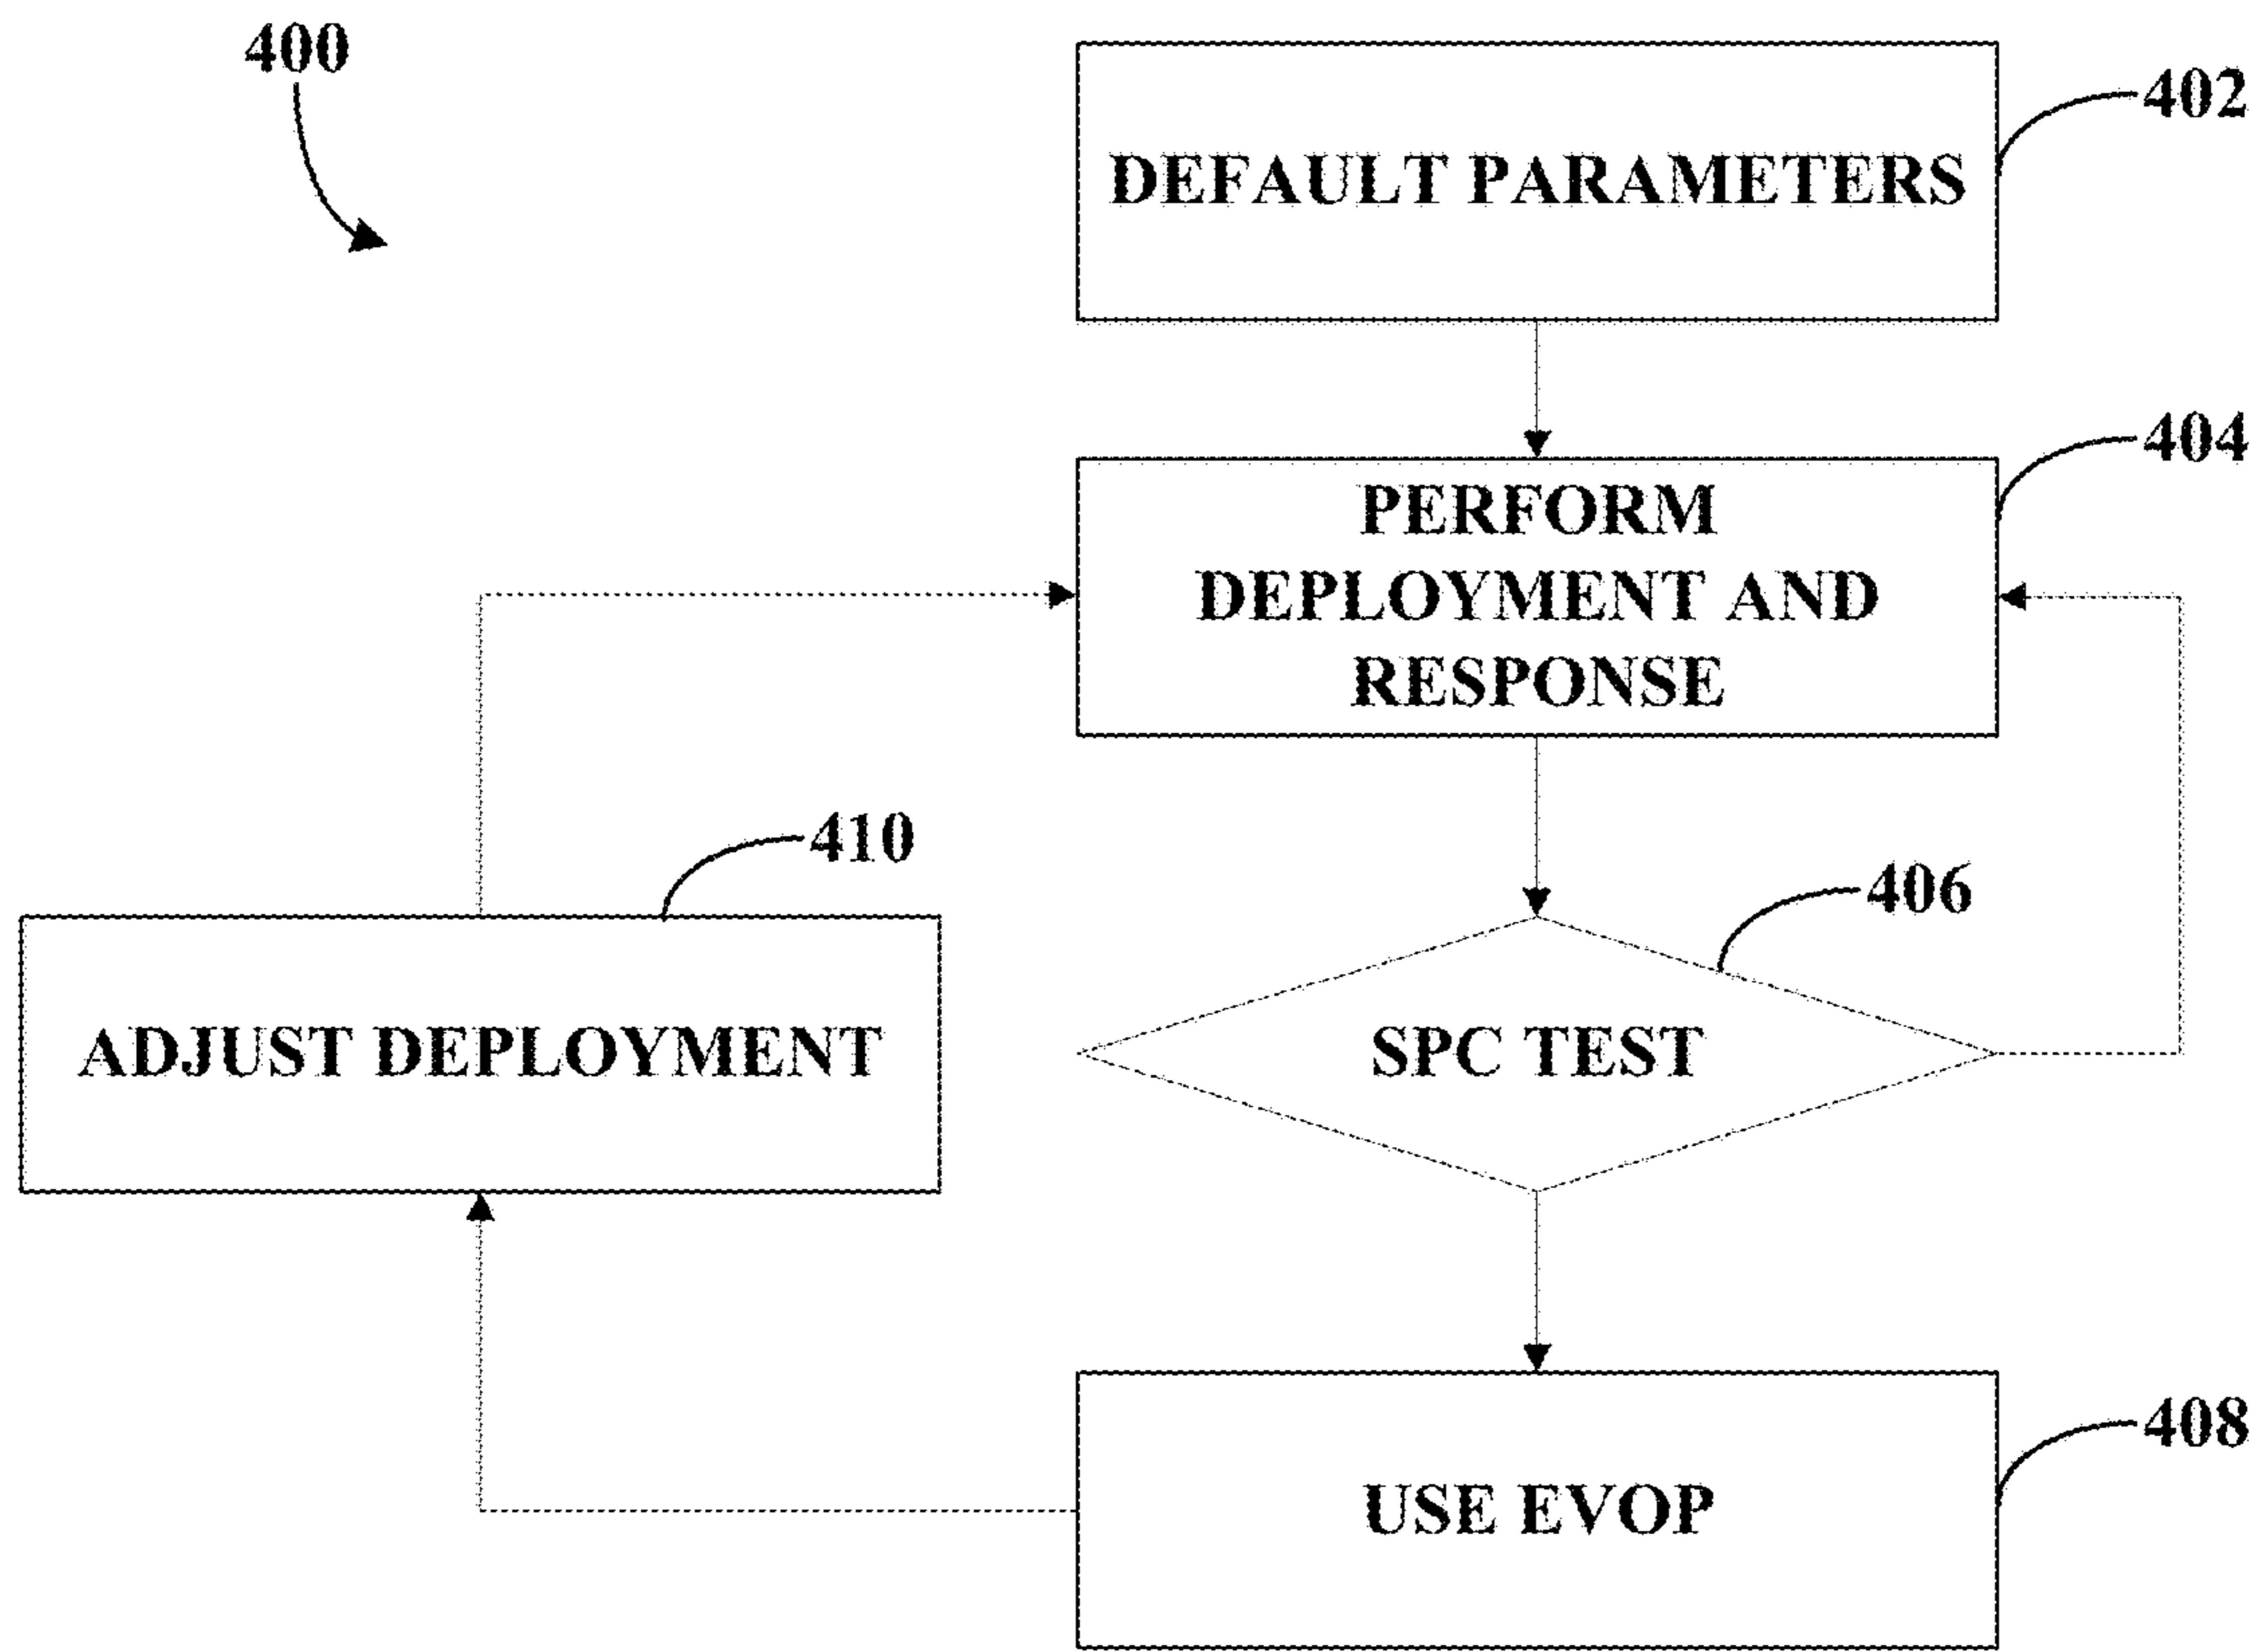 400
402
DEFAULT PARAMETERS
404
PERFORM
DEPLOYMENT AND
RESPONSE
410
406
ADJUST DEPLOYMENT
SPC TEST
408
USE EVOP